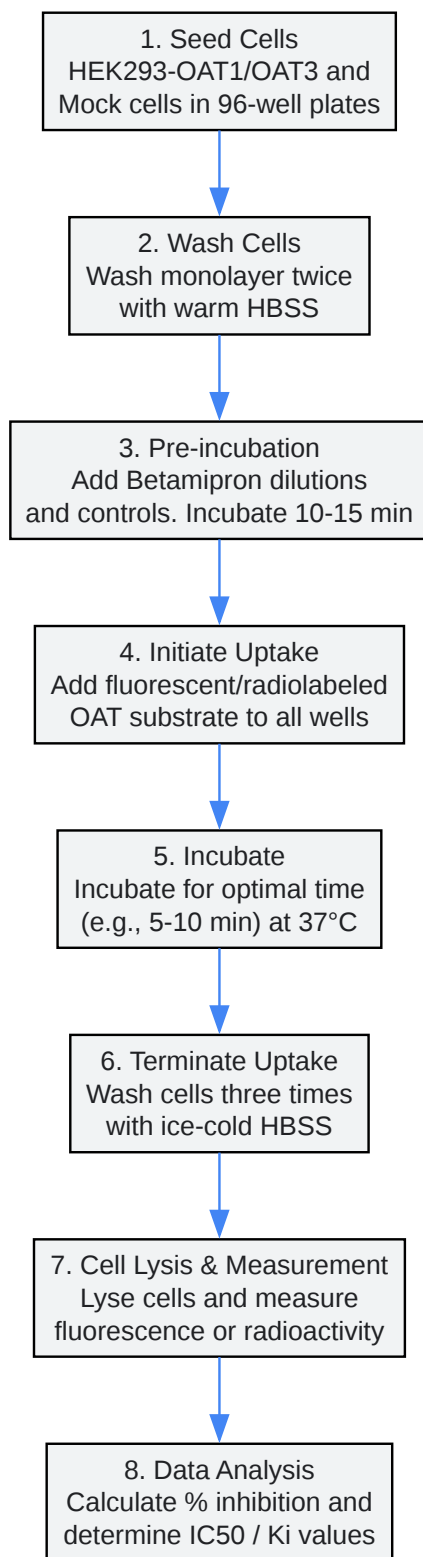 1. Seed Cells
HEK293-OAT1/OAT3 and
Mock cells in 96-well plates
2. Wash Cells
Wash monolayer twice
with warm HBSS
3. Pre-incubation
Add Betamipron dilutions
and controls. Incubate 10-15 min
4. Initiate Uptake
Add fluorescent/radiolabeled
OAT substrate to all wells
5. Incubate
Incubate for optimal time
(e.g., 5-10 min) at 37°C
6. Terminate Uptake
Wash cells three times
with ice-cold HBSS
7. Cell Lysis & Measurement
Lyse cells and measure
fluorescence or radioactivity
8. Data Analysis
Calculate % inhibition and
determine IC50 / Ki values